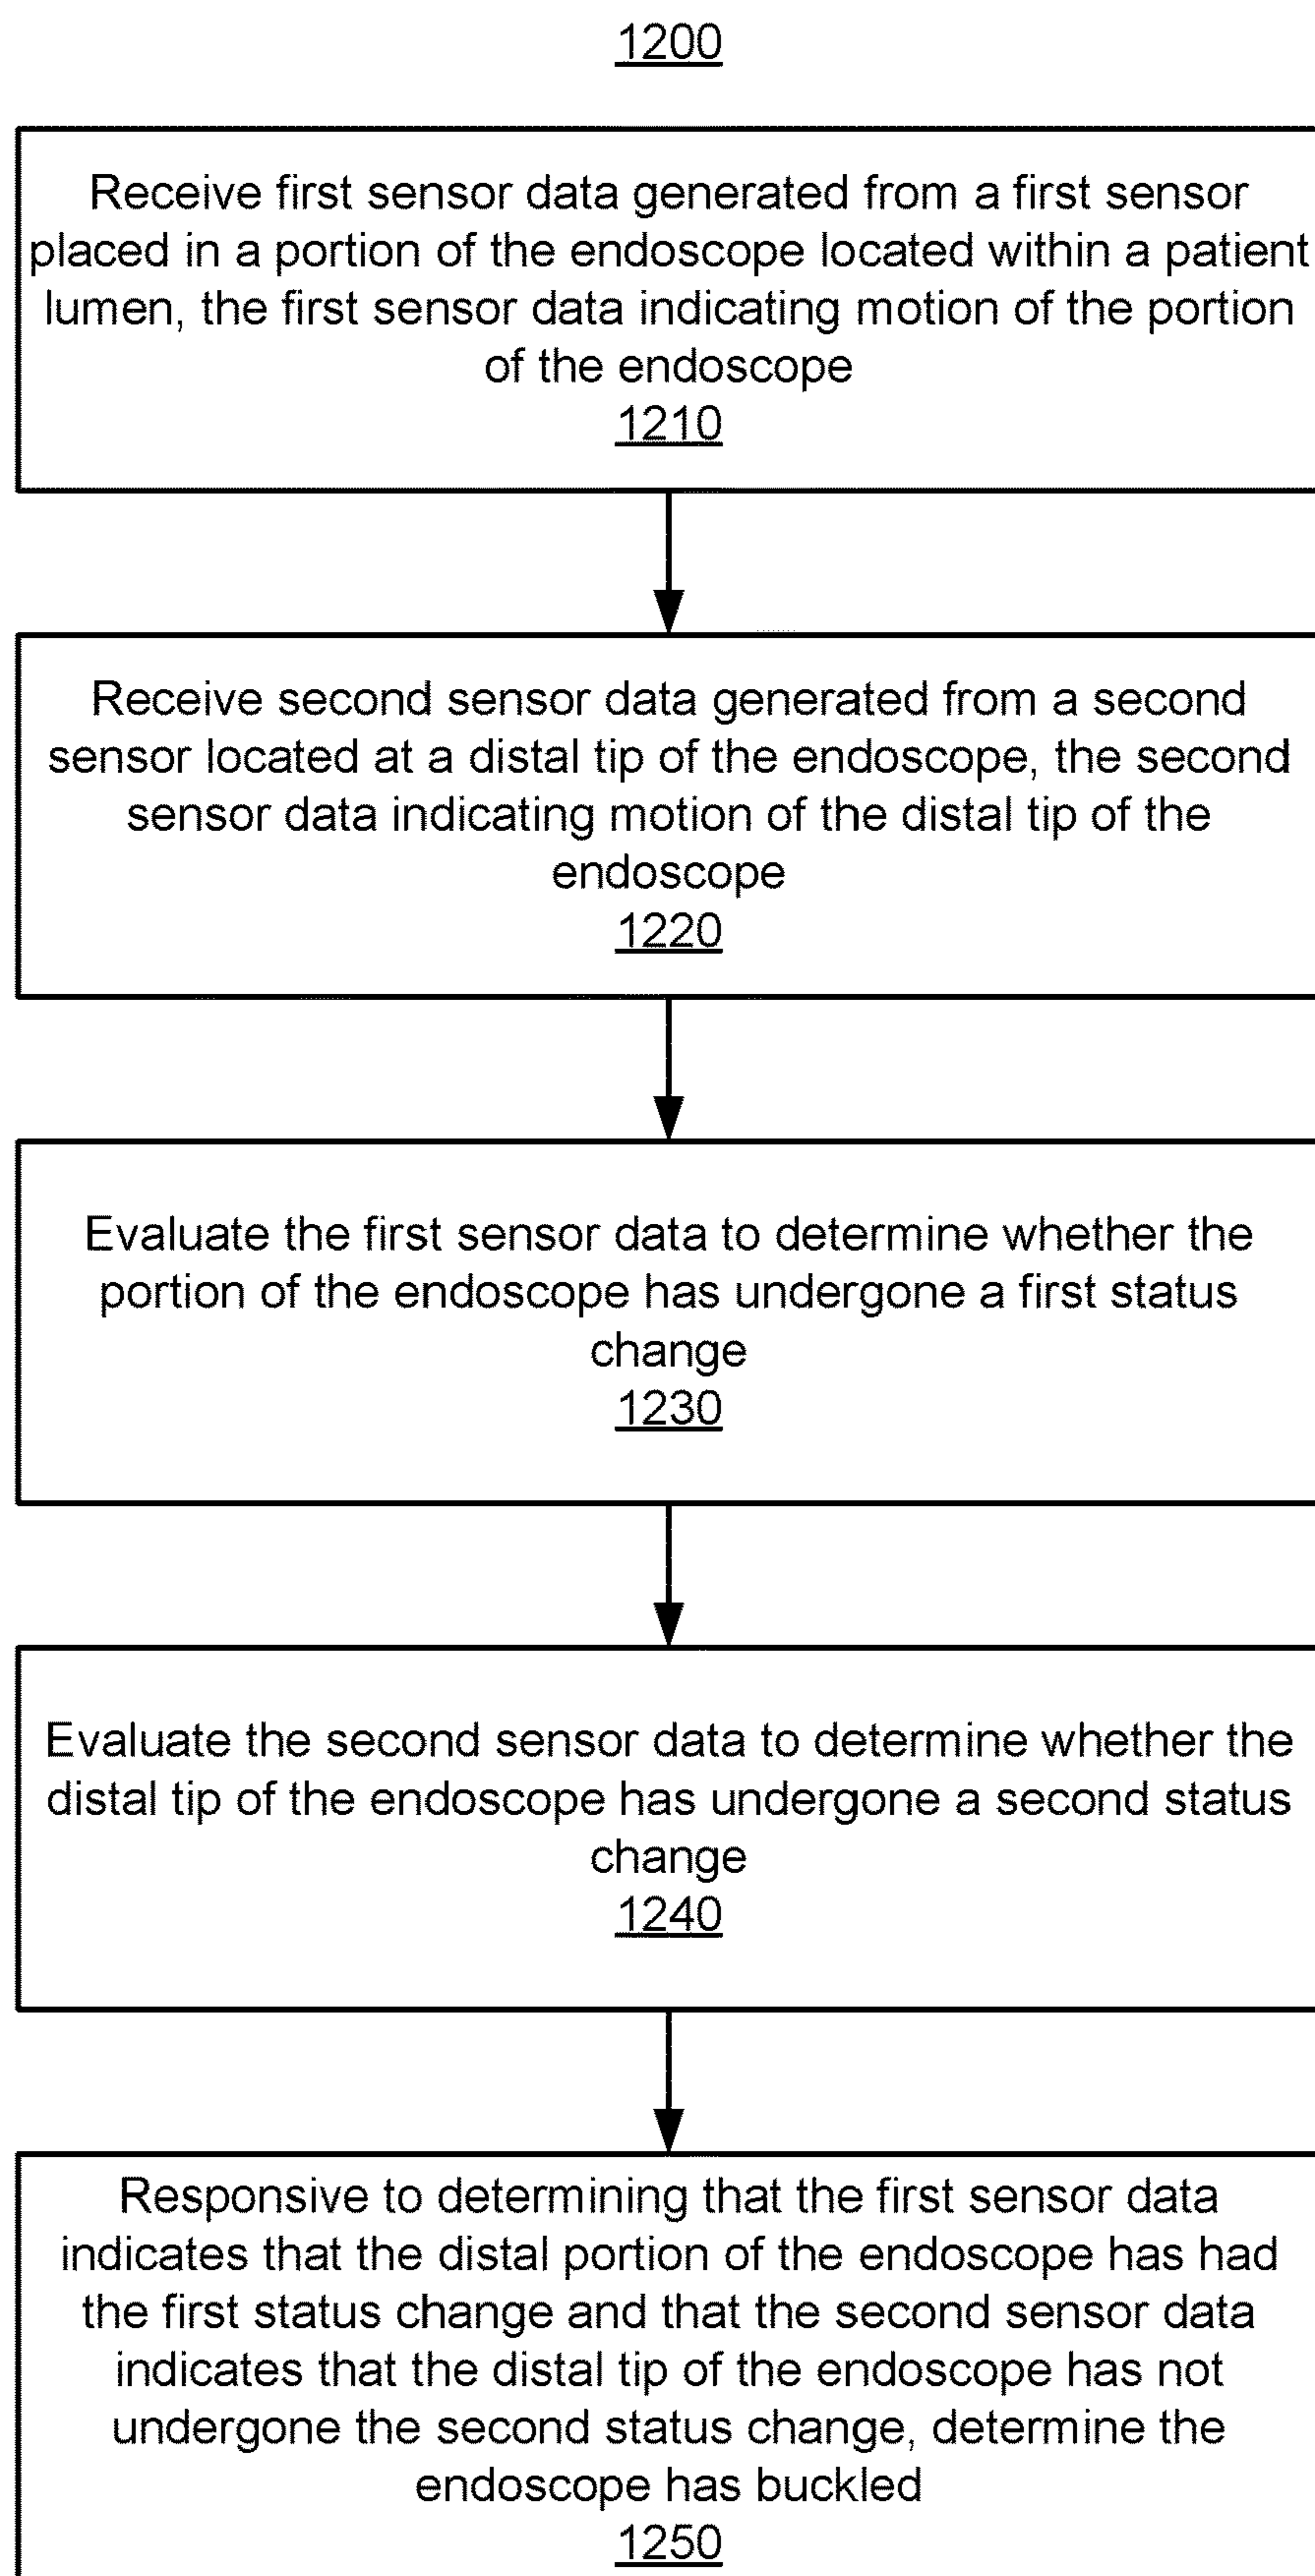 1200
Receive first sensor data generated from a first sensor
placed in a portion of the endoscope located within a patient
lumen, the first sensor data indicating motion of the portion
of the endoscope
1210
Receive second sensor data generated from a second
sensor located at a distal tip of the endoscope, the second
sensor data indicating motion of the distal tip of the
endoscope
1220
Evaluate the first sensor data to determine whether the
portion of the endoscope has undergone a first status
change
1230
Evaluate the second sensor data to determine whether the
distal tip of the endoscope has undergone a second status
change
1240
Responsive to determining that the first sensor data
indicates that the distal portion of the endoscope has had
the first status change and that the second sensor data
indicates that the distal tip of the endoscope has not
undergone the second status change, determine the
endoscope has buckled
1250